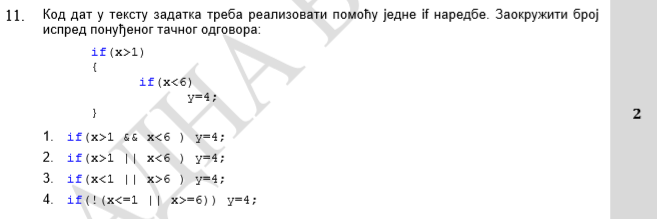 11. Код дат у тексту задатка треба реализовати помоћу једне if наредбе. Заокружити број
испред понуђеног тачног одговора:
if(x>1)
{
if(x<6)
y=4;
}
2
1. if(x>1 && x<6 ) y=4;
2. if(x>1 || x<6 ) y=4;
3. if(x<1 || x>6 ) y=4;
4. if(!(x<=1 || x>=6)) y=4;